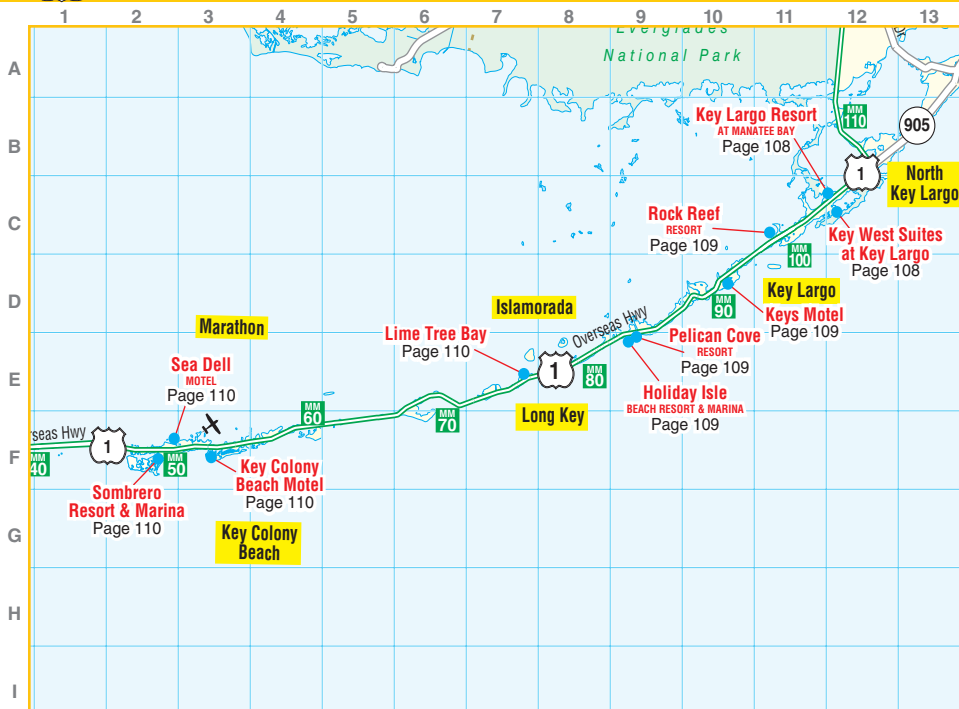 1 2 3 4 5 6 7 8 9 10 11 12 13
A
B
C
D
E
F
G
H
I
Everglades
National Park
Key Largo Resort
AT MANATEE BAY
Page 108
MM
110
905
1
North
Key Largo
Rock Reef
RESORT
Page 109
MM
100
Key West Suites
at Key Largo
Page 108
Key Largo
MM
90
Keys Motel
Page 109
Islamorada
Overseas Hwy
Marathon
Lime Tree Bay
Page 110
1
MM
80
Pelican Cove
RESORT
Page 109
Holiday Isle
BEACH RESORT & MARINA
Page 109
Sea Dell
MOTEL
Page 110
MM
60
MM
70
Long Key
rseas Hwy
1
MM
40
MM
50
Key Colony
Beach Motel
Page 110
Sombrero
Resort & Marina
Page 110
Key Colony
Beach